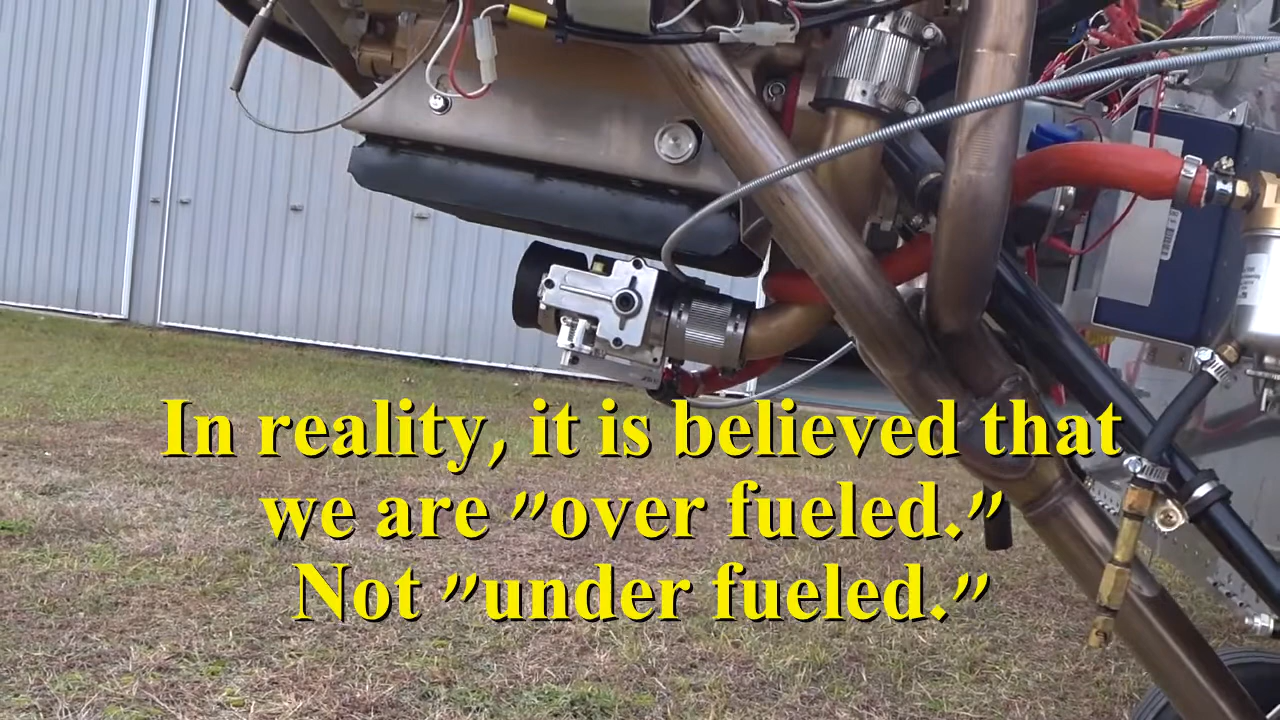 In reality, it is believed that
we are "over fueled."
Not "under fueled."